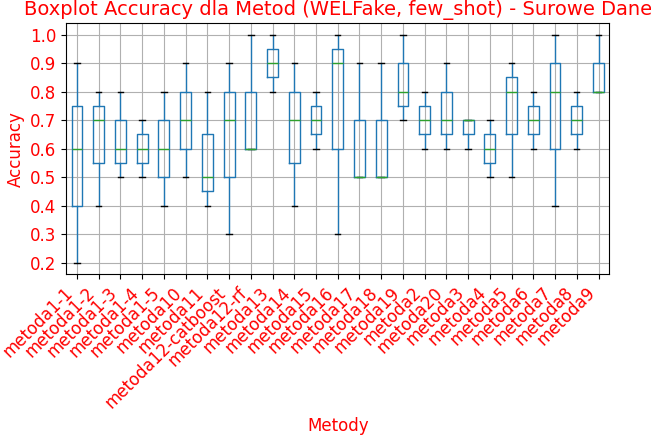 Boxplot Accuracy dla Metod (WELFake, few_shot) - Surowe Dane
1.0
0.9
0.8
0.7
0.6
0.5
0.4
0.3
0.2
Accuracy
metoda1-1
metoda1-2
metoda1-3
metoda1-4
metoda1-5
metoda10
metoda11
metoda12-catboost
metoda12-rf
metoda13
metoda14
metoda15
metoda16
metoda17
metoda18
metoda19
metoda2
metoda20
metoda3
metoda4
metoda5
metoda6
metoda7
metoda8
metoda9
Metody